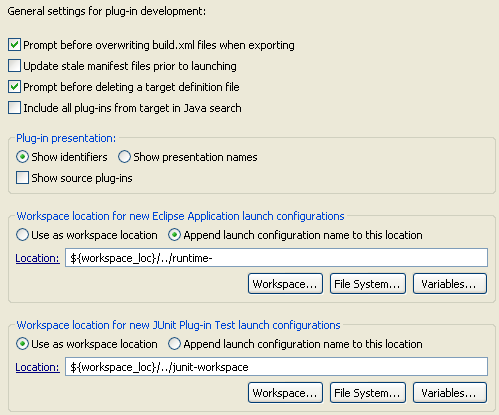 General settings for plug-in development:
Prompt before overwriting build.xml files when exporting
Update stale manifest files prior to launching
Prompt before deleting a target definition file
Include all plug-ins from target in Java search
Plug-in presentation:
Show identifiers Show presentation names
Show source plug-ins
Workspace location for new Eclipse Application launch configurations
Use as workspace location Append launch configuration name to this location
Location: ${workspace_loc}/../runtime-
Workspace... File System... Variables...
Workspace location for new JUnit Plug-in Test launch configurations
Use as workspace location Append launch configuration name to this location
Location: ${workspace_loc}/../junit-workspace
Workspace... File System... Variables...